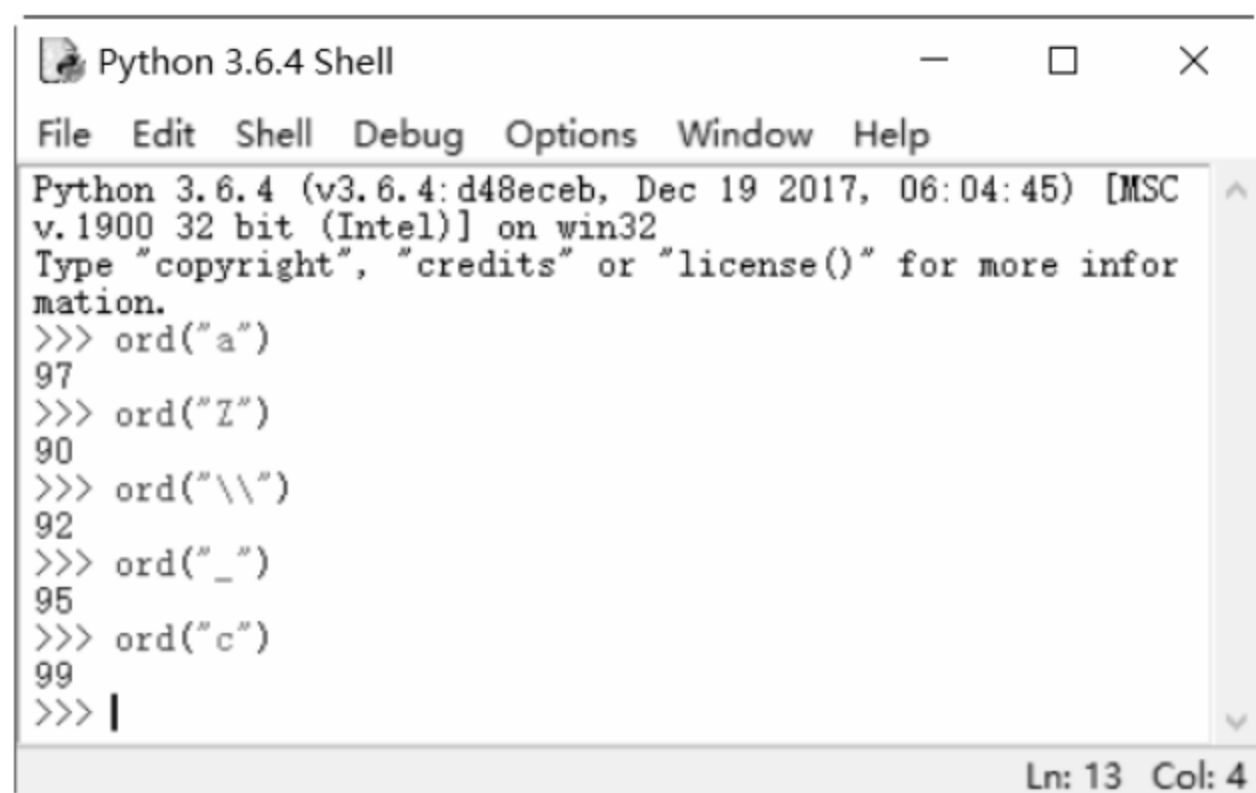 Python 3.6.4 Shell
File Edit Shell Debug Options Window Help
Python 3.6.4 (v3.6.4:d48eceb, Dec 19 2017, 06:04:45) [MSC
v.1900 32 bit (Intel)] on win32
Type "copyright", "credits" or "license()" for more infor
mation.
>>> ord("a")
97
>>> ord("Z")
90
>>> ord("\\")
92
>>> ord("_")
95
>>> ord("c")
99
>>>
Ln: 13 Col: 4